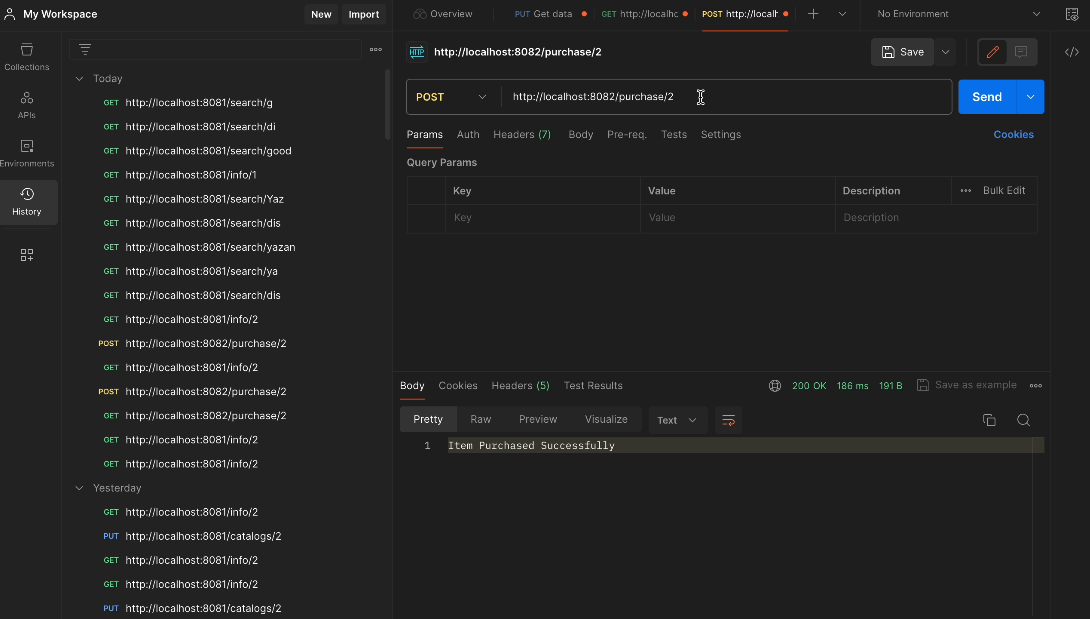 My Workspace
New
Import
Overview
PUT Get data
GET http://localhc
POST http://localh
No Environment
Collections
APIs
Environments
History
Today
GET http://localhost:8081/search/g
GET http://localhost:8081/search/di
GET http://localhost:8081/search/good
GET http://localhost:8081/info/1
GET http://localhost:8081/search/Yaz
GET http://localhost:8081/search/dis
GET http://localhost:8081/search/yazan
GET http://localhost:8081/search/ya
GET http://localhost:8081/search/dis
GET http://localhost:8081/info/2
POST http://localhost:8082/purchase/2
GET http://localhost:8081/info/2
POST http://localhost:8082/purchase/2
GET http://localhost:8082/purchase/2
GET http://localhost:8081/info/2
GET http://localhost:8081/info/2
Yesterday
GET http://localhost:8081/info/2
PUT http://localhost:8081/catalogs/2
GET http://localhost:8081/info/2
GET http://localhost:8081/info/2
PUT http://localhost:8081/catalogs/2
HTTP http://localhost:8082/purchase/2
Save
POST http://localhost:8082/purchase/2
Send
Params Auth Headers (7) Body Pre-req. Tests Settings Cookies
Query Params
Key Value Description Bulk Edit
Key Value Description
Body Cookies Headers (5) Test Results 200 OK 186 ms 191 B Save as example
Pretty Raw Preview Visualize Text
1 Item Purchased Successfully